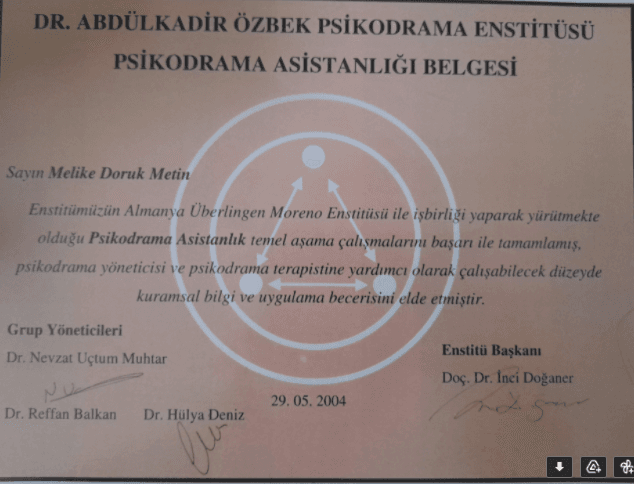 DR. ABDÜLKADİR ÖZBEK PSİKODRAMA ENSTİTÜSÜ
PSİKODRAMA ASİSTANLIĞI BELGESİ
Sayın Melike Doruk Metin
Enstitümüzün Almanya Überlingen Moreno Enstitüsü ile işbirliği yaparak yürütmekte
olduğu Psikodrama Asistanlık temel aşama çalışmalarını başarı ile tamamlamış,
psikodrama yöneticisi ve psikodrama terapistine yardımcı olarak çalışabilecek düzeyde
kuramsal bilgi ve uygulama becerisini elde etmiştir.
Grup Yöneticileri
Dr. Nevzat Uçtum Muhtar
Dr. Reffan Balkan Dr. Hülya Deniz
29. 05. 2004
Enstitü Başkanı
Doç. Dr. İnci Doğaner